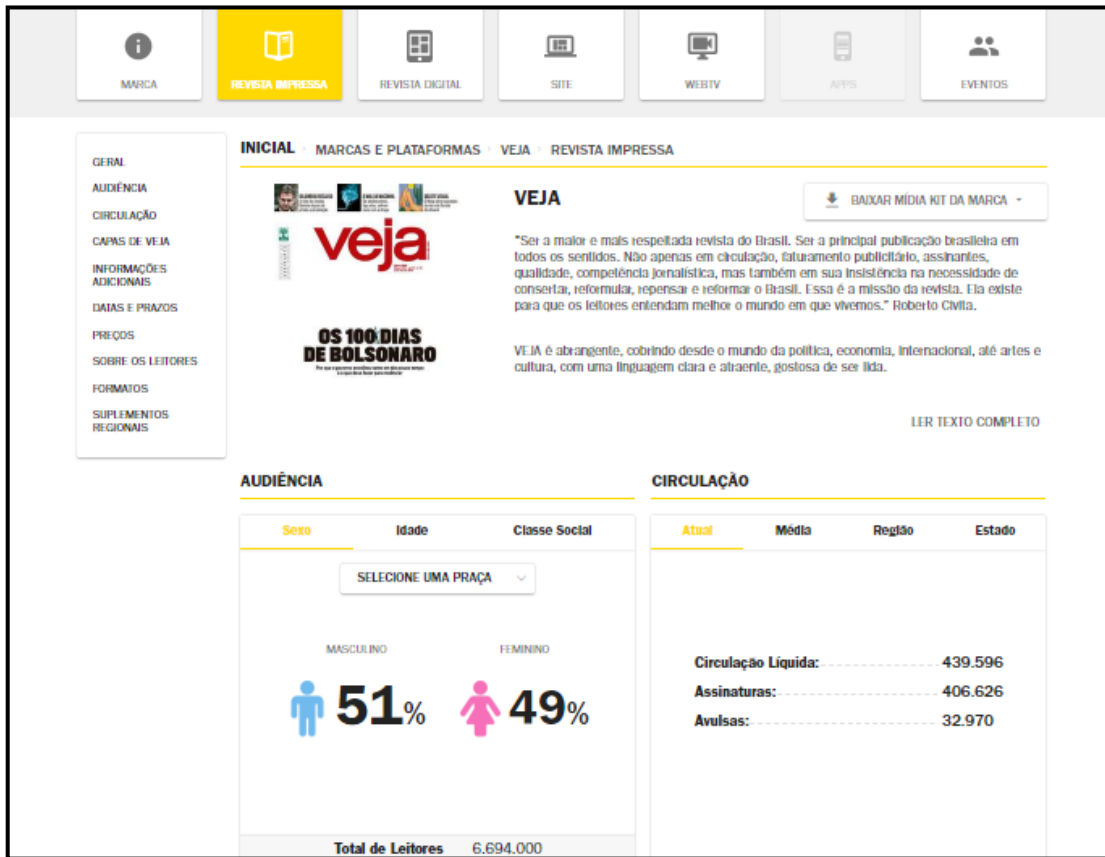 MARCA
REVISTA IMPRESSA
REVISTA DIGITAL
SITE
WEBTV
APPS
EVENTOS
GERAL
AUDIÊNCIA
CIRCULAÇÃO
CAPAS DE VEJA
INFORMAÇÕES
ADICIONAIS
DATAS E PRAZOS
PREÇOS
SOBRE OS LEITORES
FORMATOS
SUPLEMENTOS
REGIONAIS
INICIAL MARCAS E PLATAFORMAS VEJA REVISTA IMPRESSA
veja
OS 100 DIAS
DE BOLSONARO
VEJA
BAIXAR MÍDIA KIT DA MARCA
"Ser a maior e mais respeitada revista do Brasil. Ser a principal publicação brasileira em
todos os sentidos. Não apenas em circulação, faturamento publicitário, assinantes,
qualidade, competência jornalística, mas também em sua insistência na necessidade de
consertar, reformular, repensar e reformar o Brasil. Essa é a missão da revista. Ela existe
para que os leitores entendam melhor o mundo em que vivemos." Roberto Civita.
VEJA é abrangente, cobrindo desde o mundo da política, economia, internacional, até artes e
cultura, com uma linguagem clara e atraente, gostosa de ser lida.
LER TEXTO COMPLETO
AUDIÊNCIA
Sexo Idade Classe Social
SELECIONE UMA PRAÇA
MASCULINO FEMININO
51% 49%
Total de Leitores 6.694.000
CIRCULAÇÃO
Atual Média Região Estado
Circulação Líquida: 439.596
Assinaturas: 406.626
Avulsas: 32.970